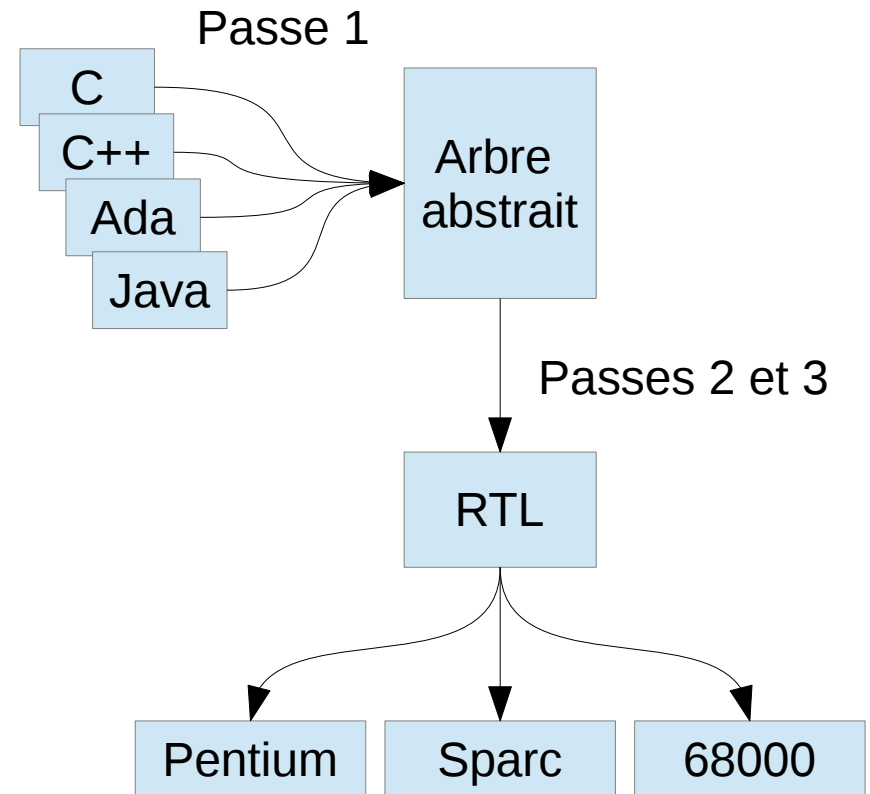 Passe 1
C
C++
Ada
Java
Arbre
abstrait
Passes 2 et 3
RTL
Pentium
Sparc
68000